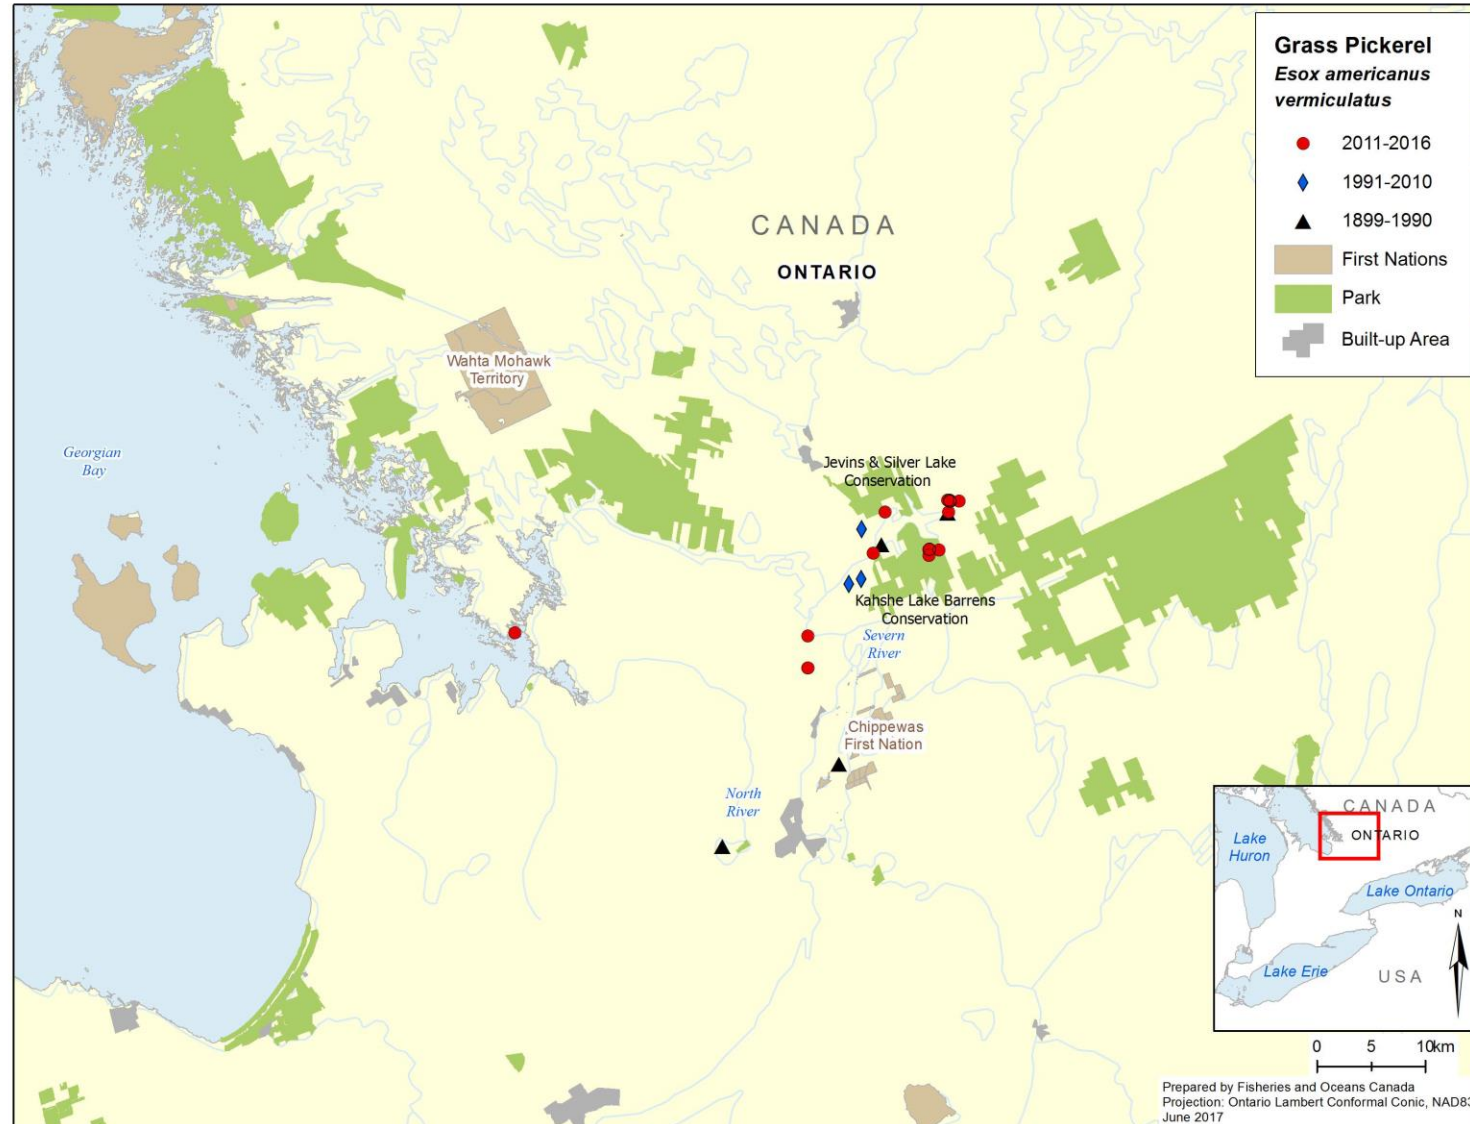 Grass Pickerel
Esox americanus
vermiculatus
2011-2016
1991-2010
1899-1990
First Nations
Park
Built-up Area
CANADA
ONTARIO
Wahta Mohawk
Territory
Georgian
Bay
Jevins & Silver Lake
Conservation
Kahshe Lake Barrens
Conservation
Severn
River
Chippewas
First Nation
North
River
CANADA
ONTARIO
Lake
Huron
Lake Ontario
Lake Erie
USA
N
0 5 10km
Prepared by Fisheries and Oceans Canada
Projection: Ontario Lambert Conformal Conic, NAD83
June 2017